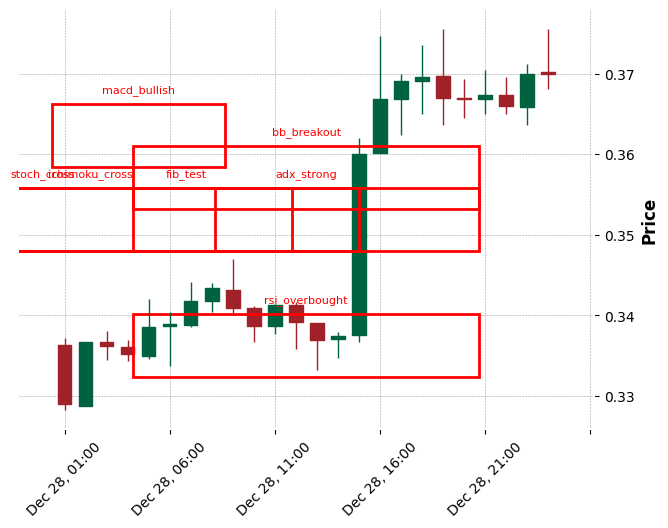 macd_bullish
bb_breakout
stoch_cross
ichimoku_cross
fib_test
adx_strong
rsi_overbought
0.37
0.36
0.35
0.34
0.33
Price
Dec 28, 01:00
Dec 28, 06:00
Dec 28, 11:00
Dec 28, 16:00
Dec 28, 21:00